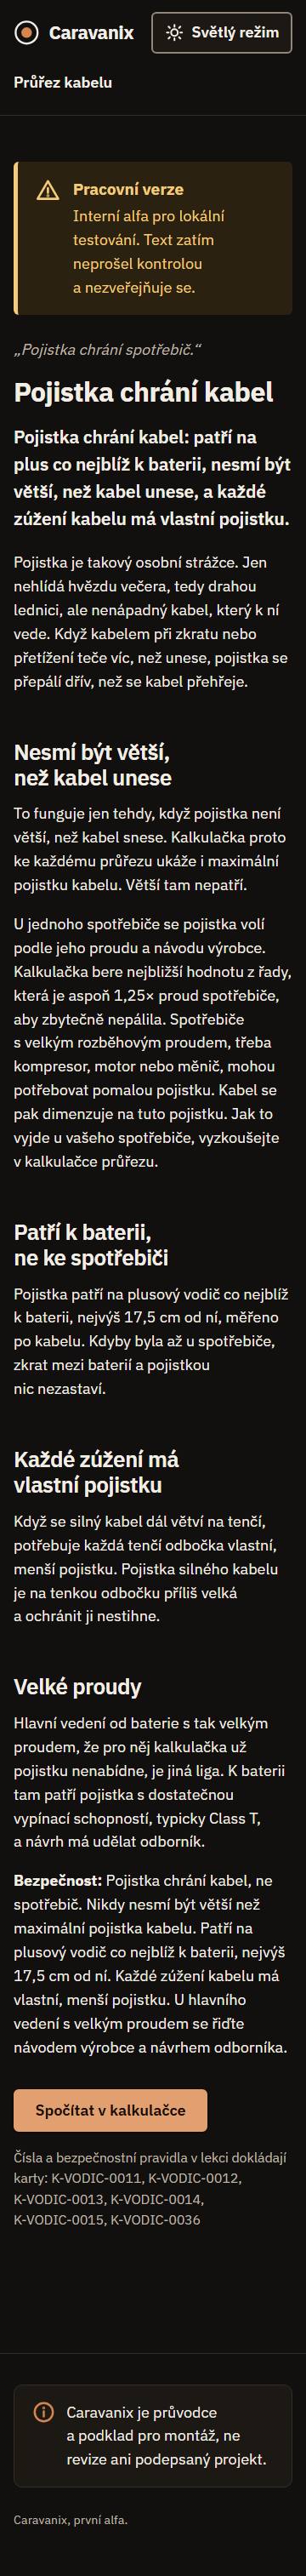 Caravanix
Světlý režim
Průřez kabelu
Pracovní verze
Interní alfa pro lokální
testování. Text zatím
neprošel kontrolou
a nezveřejňuje se.
„Pojistka chrání spotřebič.“
Pojistka chrání kabel
Pojistka chrání kabel: patří na
plus co nejblíž k baterii, nesmí být
větší, než kabel unese, a každé
zúžení kabelu má vlastní pojistku.
Pojistka je takový osobní strážce. Jen
nehlídá hvězdu večera, tedy drahou
lednici, ale nenápadný kabel, který k ní
vede. Když kabelem při zkratu nebo
přetížení teče víc, než unese, pojistka se
přepálí dřív, než se kabel přehřeje.
Nesmí být větší,
než kabel unese
To funguje jen tehdy, když pojistka není
větší, než kabel snese. Kalkulačka proto
ke každému průřezu ukáže i maximální
pojistku kabelu. Větší tam nepatří.
U jednoho spotřebiče se pojistka volí
podle jeho proudu a návodu výrobce.
Kalkulačka bere nejbližší hodnotu z řady,
která je aspoň 1,25× proud spotřebiče,
aby zbytečně nepálila. Spotřebiče
s velkým rozběhovým proudem, třeba
kompresor, motor nebo měnič, mohou
potřebovat pomalou pojistku. Kabel se
pak dimenzuje na tuto pojistku. Jak to
vyjde u vašeho spotřebiče, vyzkoušejte
v kalkulačce průřezu.
Patří k baterii,
ne ke spotřebiči
Pojistka patří na plusový vodič co nejblíž
k baterii, nejvýš 17,5 cm od ní, měřeno
po kabelu. Kdyby byla až u spotřebiče,
zkrat mezi baterií a pojistkou
nic nezastaví.
Každé zúžení má
vlastní pojistku
Když se silný kabel dál větví na tenčí,
potřebuje každá tenčí odbočka vlastní,
menší pojistku. Pojistka silného kabelu
je na tenkou odbočku příliš velká
a ochránit ji nestihne.
Velké proudy
Hlavní vedení od baterie s tak velkým
proudem, že pro něj kalkulačka už
pojistku nenabídne, je jiná liga. K baterii
tam patří pojistka s dostatečnou
vypínací schopností, typicky Class T,
a návrh má udělat odborník.
Bezpečnost: Pojistka chrání kabel, ne
spotřebič. Nikdy nesmí být větší než
maximální pojistka kabelu. Patří na
plusový vodič co nejblíž k baterii, nejvýš
17,5 cm od ní. Každé zúžení kabelu má
vlastní, menší pojistku. U hlavního
vedení s velkým proudem se řiďte
návodem výrobce a návrhem odborníka.
Spočítat v kalkulačce
Čísla a bezpečnostní pravidla v lekci dokládají
karty: K-VODIC-0011, K-VODIC-0012,
K-VODIC-0013, K-VODIC-0014,
K-VODIC-0015, K-VODIC-0036
Caravanix je průvodce
a podklad pro montáž, ne
revize ani podepsaný projekt.
Caravanix, první alfa.